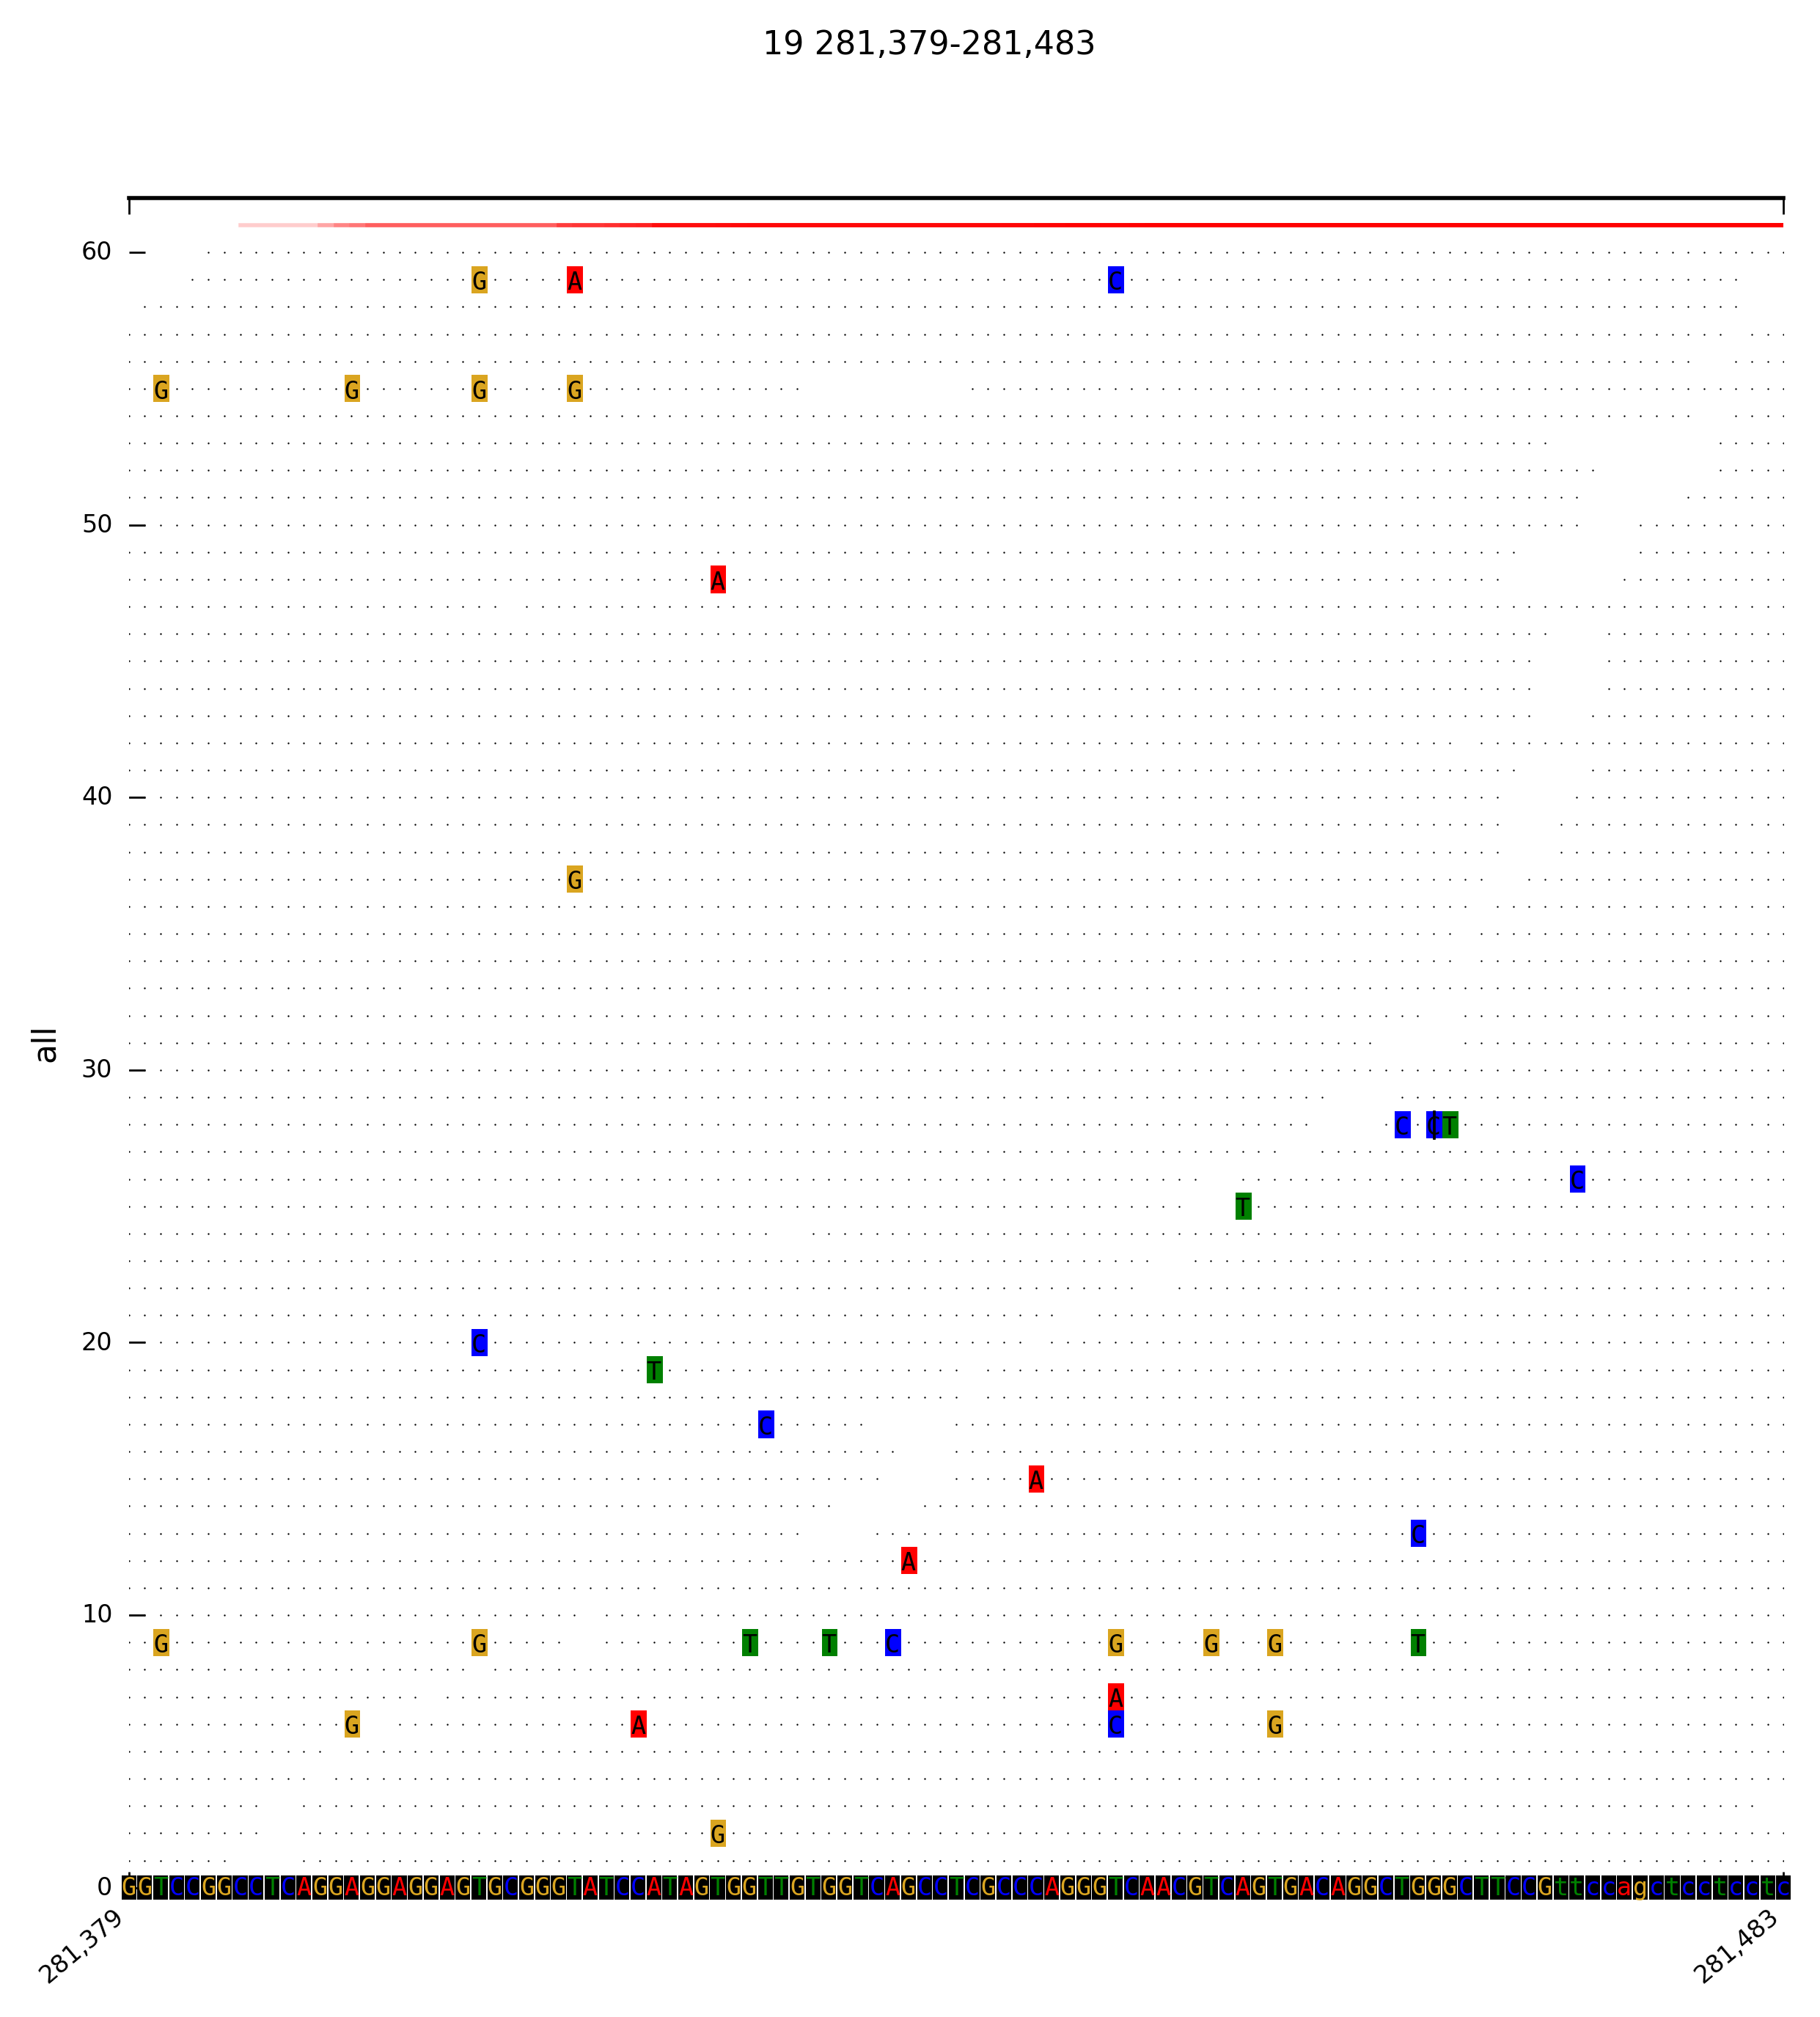 19 281,379-281,483
60
G A C
G G G G
50
A
40
G
all
30
C C T
C
T
20 C
T
C
A
C
A
10
G G T T C G G G T
A
G A C G
G
0 GGTCCGGCCTCAGGAGGAGGAGTGCGGGTATCCATAGTGGTTGTGGTCAGCCTCGCCCAGGGTCAACGTCAGTGACAGGCTGGGCTTCCGttccagctcctcctc
281,379 281,483